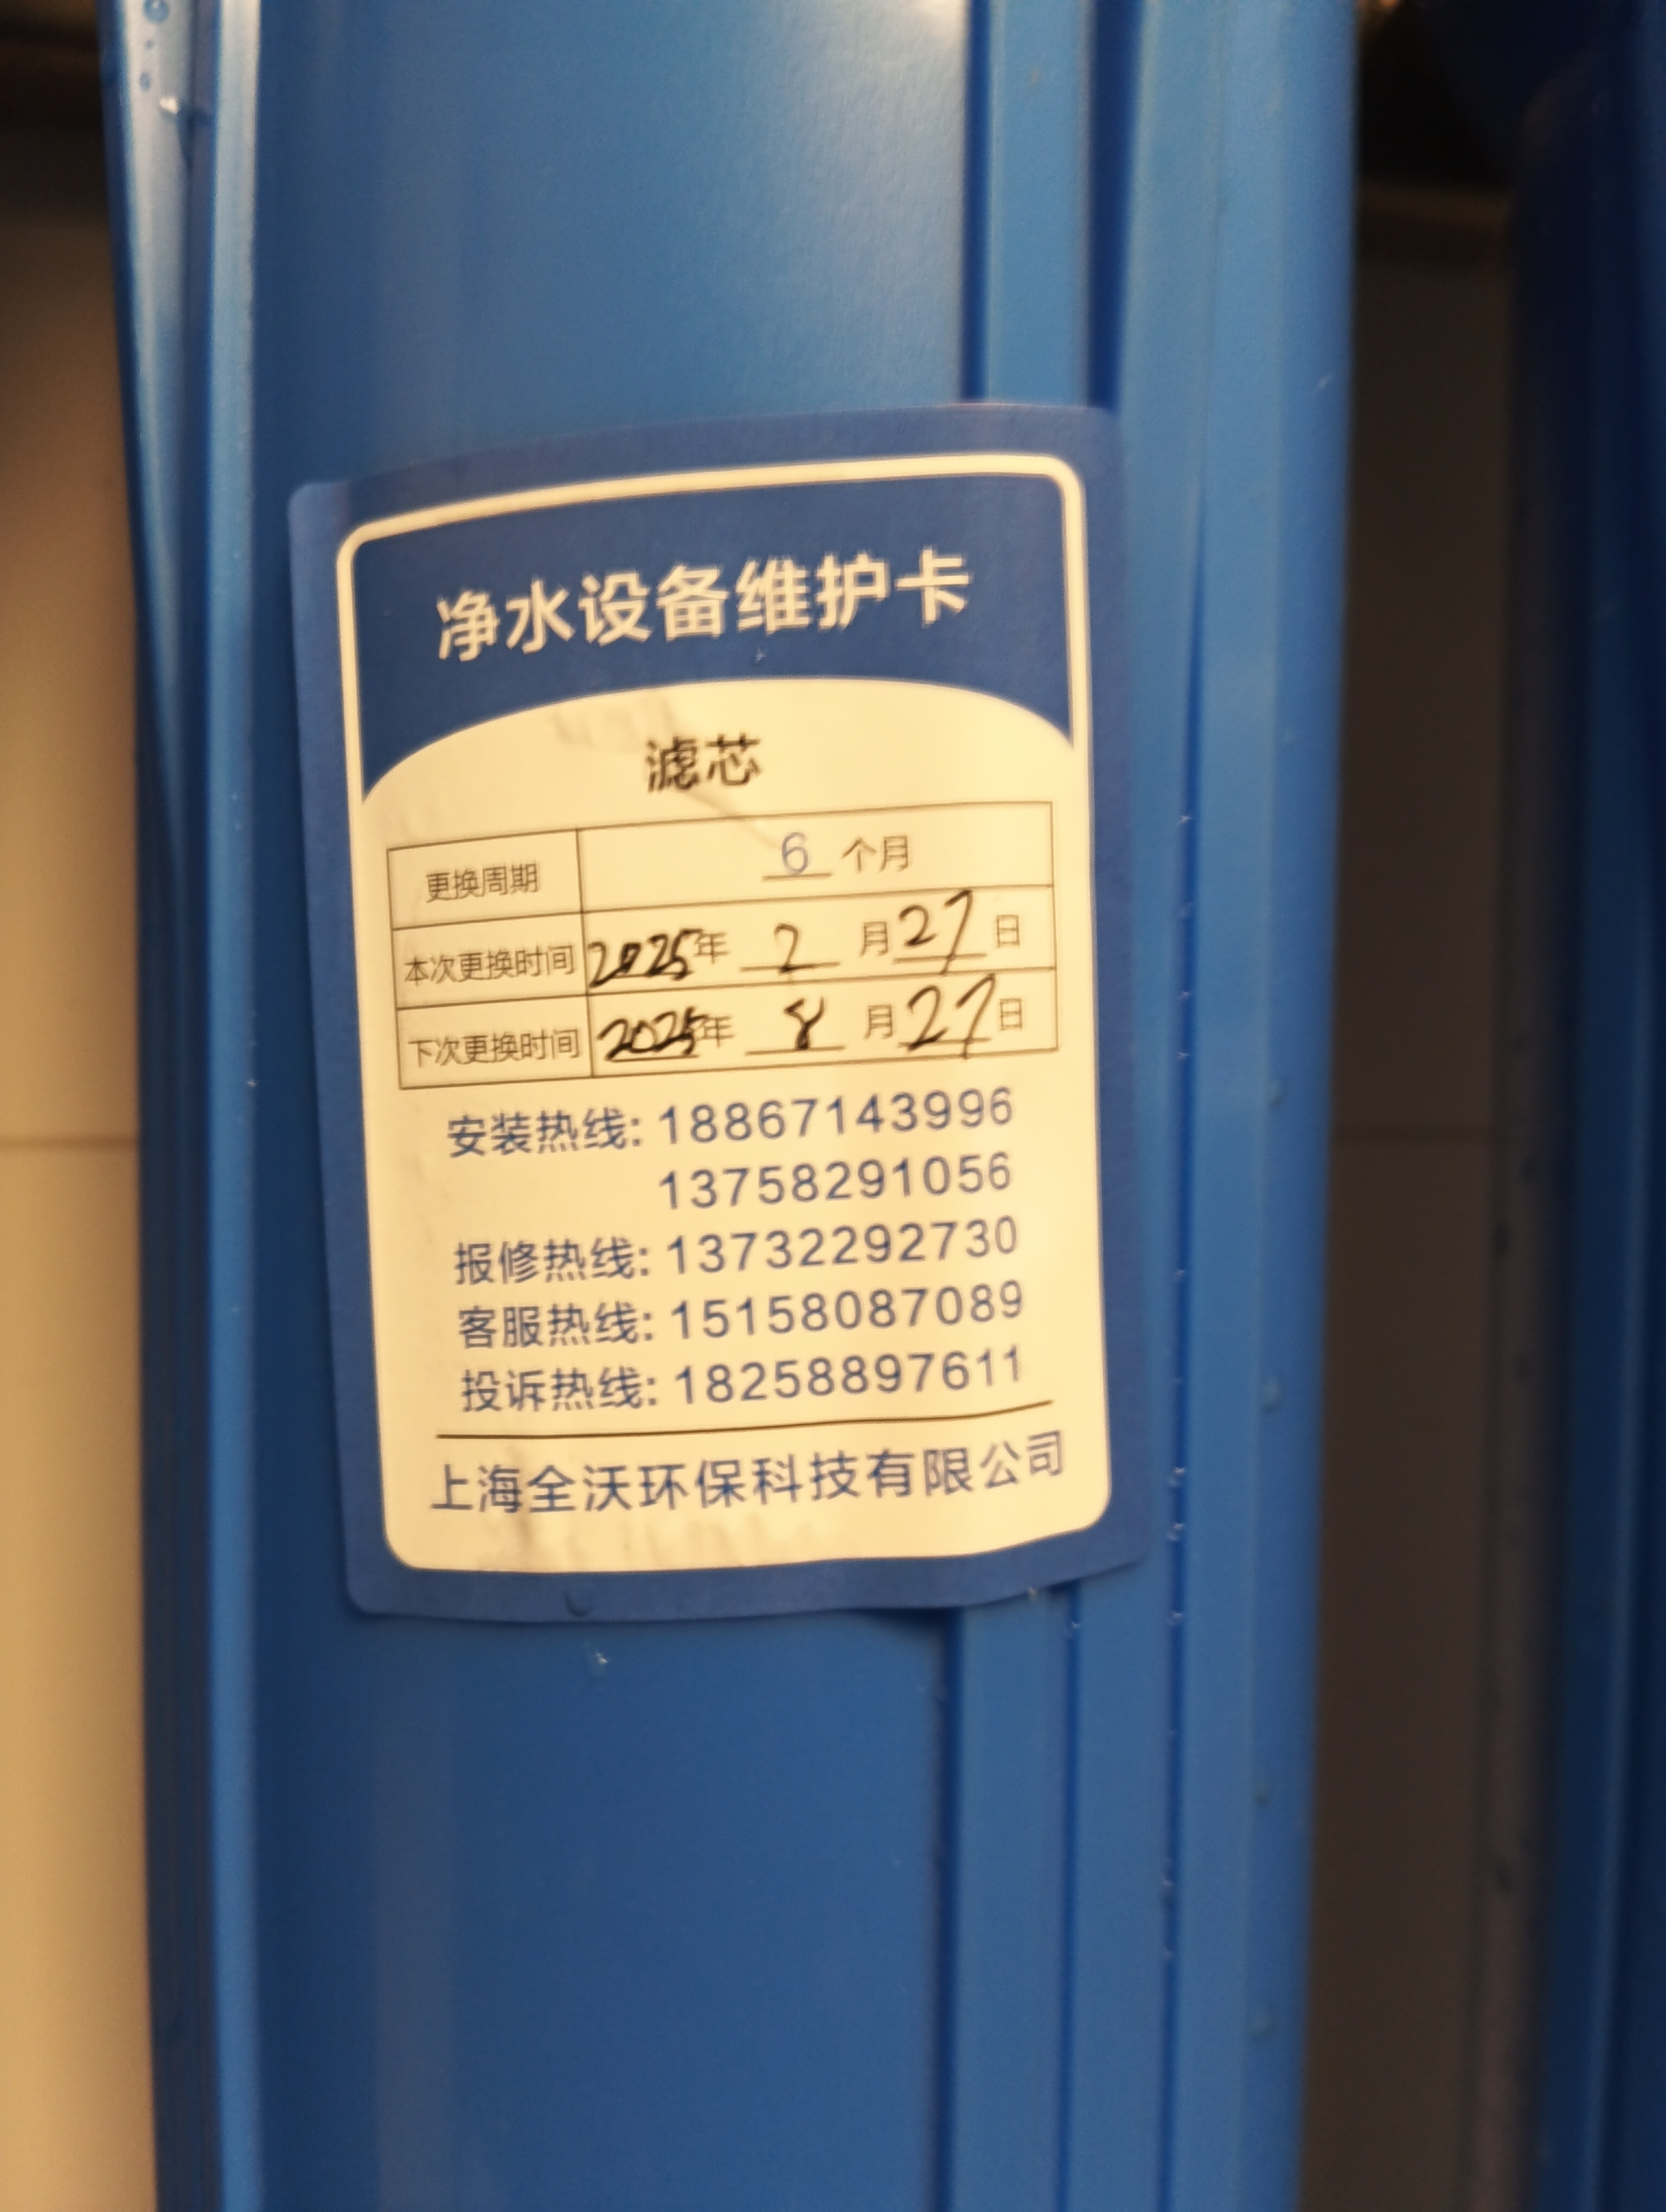 净水设备维护卡
滤芯
更换周期 6 个月
本次更换时间 2025年 2 月 27 日
下次更换时间 2025年 8 月 27 日
安装热线: 18867143996
13758291056
报修热线: 13732292730
客服热线: 15158087089
投诉热线: 18258897611
上海全沃环保科技有限公司